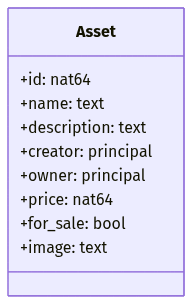 Asset
+id: nat64
+name: text
+description: text
+creator: principal
+owner: principal
+price: nat64
+for_sale: bool
+image: text